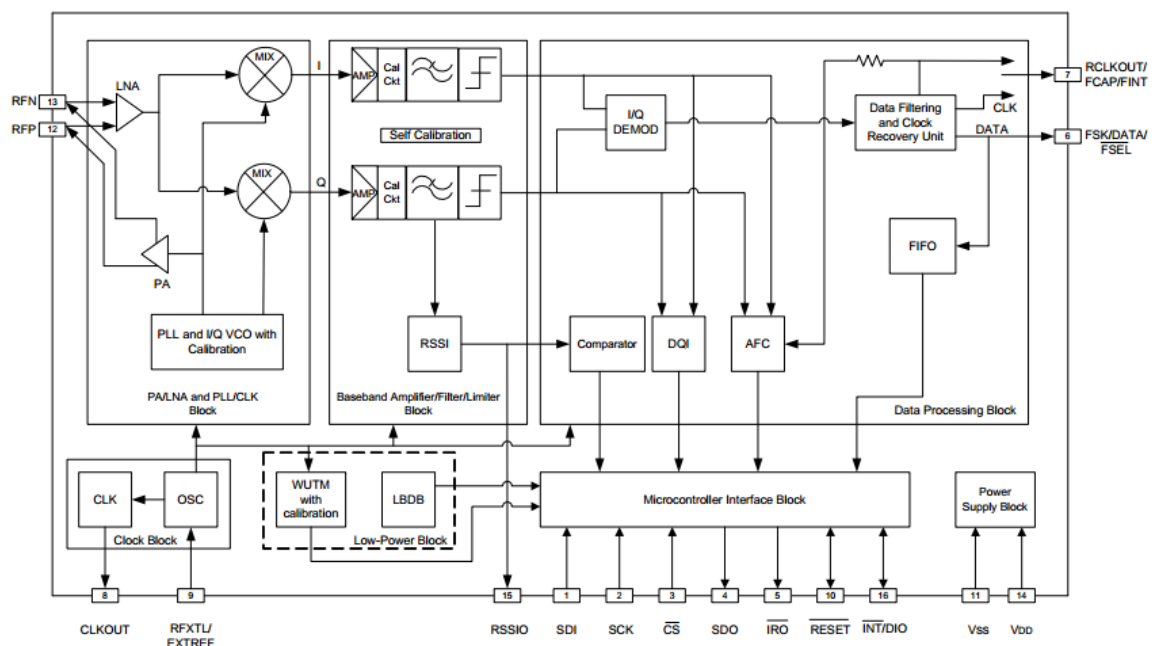 MIX
I
AMP
Cal
Ckt
LNA
RFN
13
RFP
12
I/Q
DEMOD
Data Filtering
and Clock
Recovery Unit
CLK
DATA
7
RCLKOUT/
FCAP/FINT
6
FSK/DATA/
FSEL
Self Calibration
MIX
Q
AMP
Cal
Ckt
PA
FIFO
PLL and I/Q VCO with
Calibration
RSSI
Comparator
DQI
AFC
PA/LNA and PLL/CLK
Block
Baseband Amplifier/Filter/Limiter
Block
Data Processing Block
CLK
OSC
Clock Block
WUTM
with
calibration
LBDB
Low-Power Block
Microcontroller Interface Block
Power
Supply Block
8
9
15
1
2
3
4
5
10
16
11
14
CLKOUT
RFXTL/
EXTREF
RSSIO
SDI
SCK
CS
SDO
IRO
RESET
INT/DIO
VSS
VDD